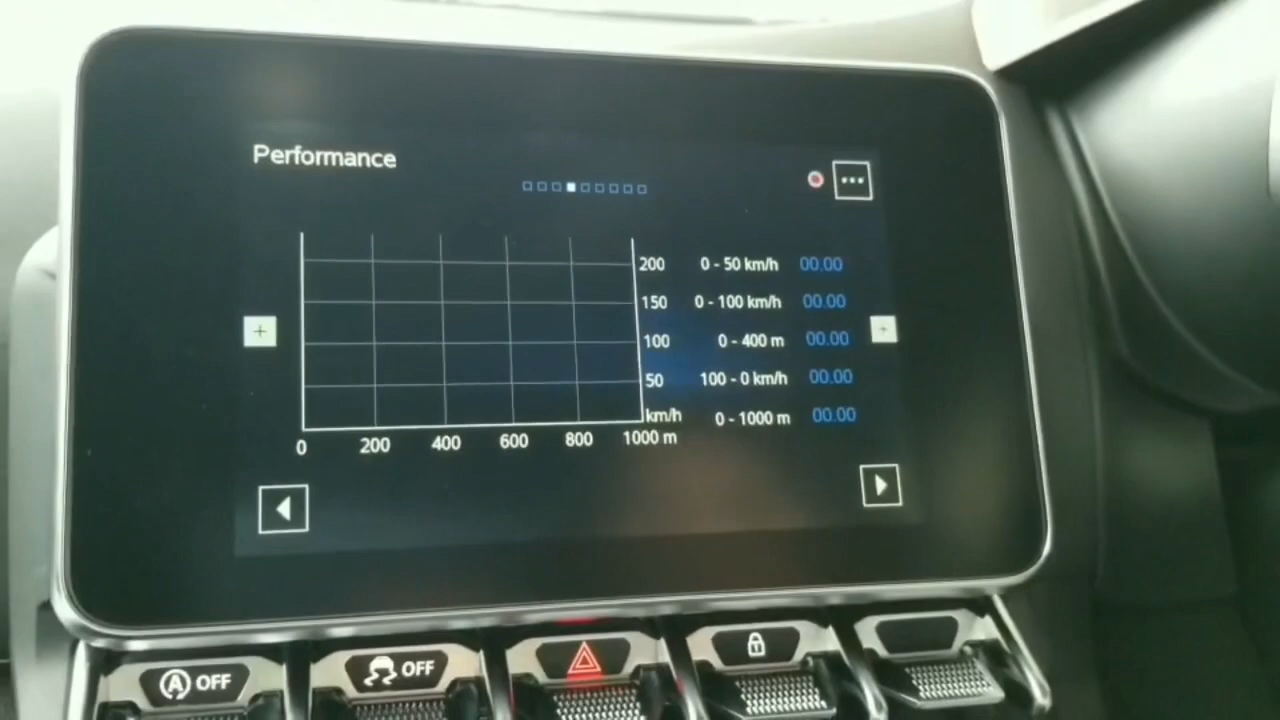 Performance
200 0 - 50 km/h 00.00
150 0 - 100 km/h 00.00
100 0 - 400 m 00.00
50 100 - 0 km/h 00.00
km/h 0 - 1000 m 00.00
0 200 400 600 800 1000 m
A OFF OFF